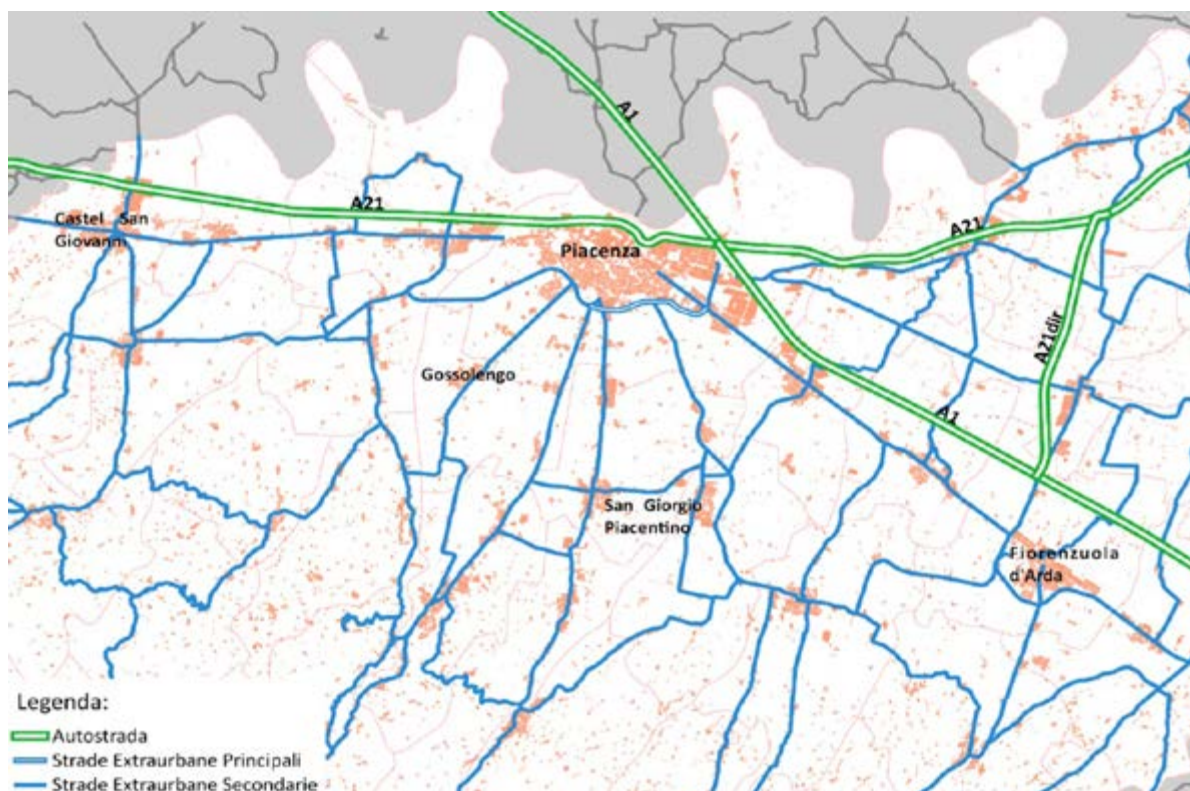 A1
A21
Castel San
Giovanni
Piacenza
A21
A21dir
Gossolengo
A1
San Giorgio
Piacentino
Fiorenzuola
d'Arda
Legenda:
Autostrada
Strade Extraurbane Principali
Strade Extraurbane Secondarie